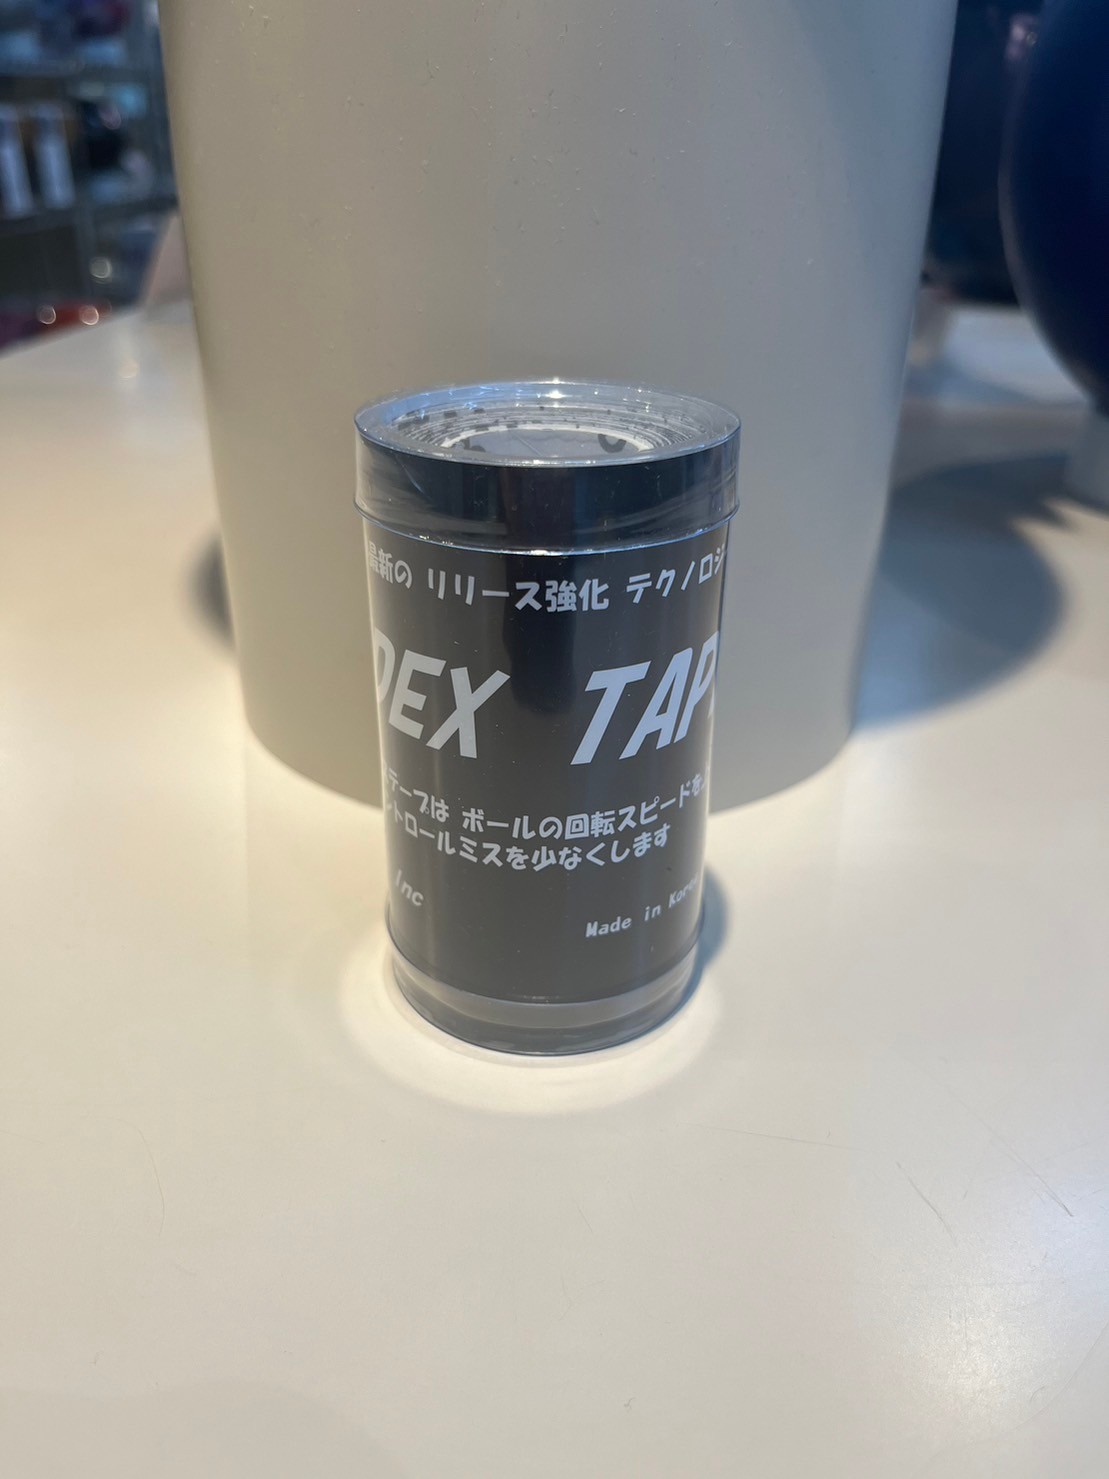 最新の リリース強化 テクノロジ
DEX TAP
テープは ボールの回転スピードを
ントロールミスを少なくします
Inc
Made in Korea